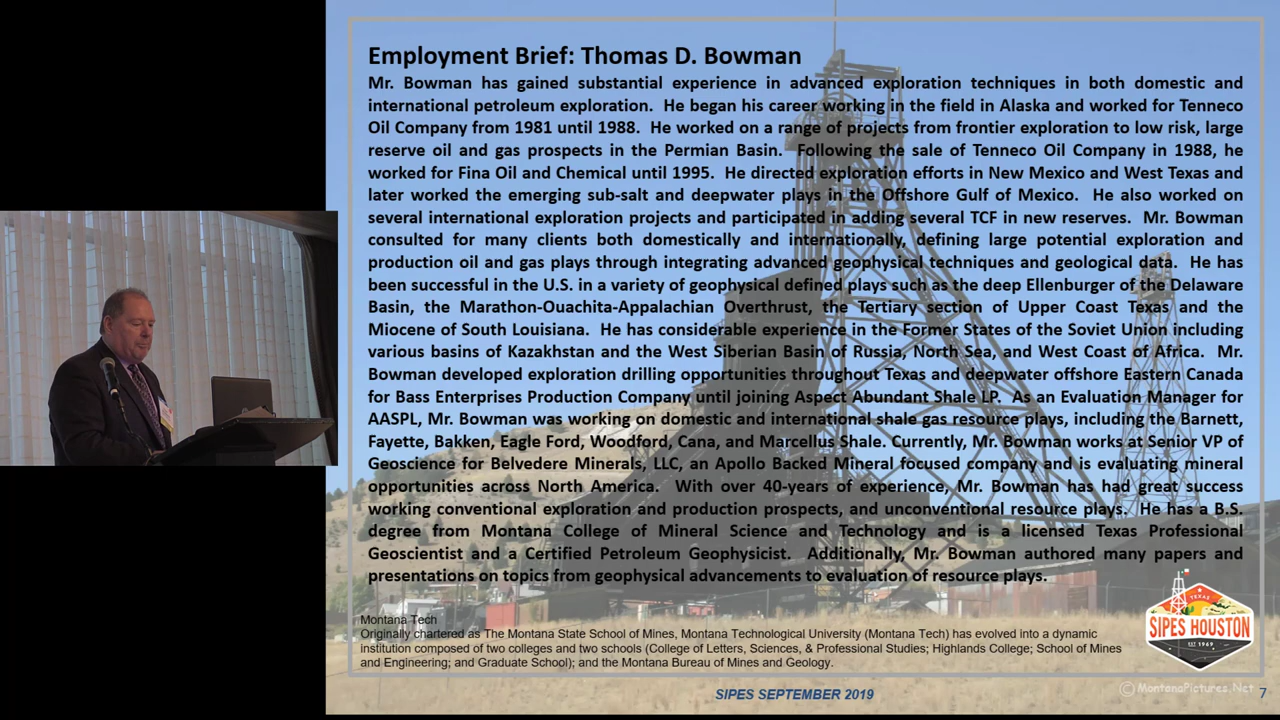 Employment Brief: Thomas D. Bowman
Mr. Bowman has gained substantial experience in advanced exploration techniques in both domestic and
international petroleum exploration. He began his career working in the field in Alaska and worked for Tenneco
Oil Company from 1981 until 1988. He worked on a range of projects from frontier exploration to low risk, large
reserve oil and gas prospects in the Permian Basin. Following the sale of Tenneco Oil Company in 1988, he
worked for Fina Oil and Chemical until 1995. He directed exploration efforts in New Mexico and West Texas and
later worked the emerging sub-salt and deepwater plays in the Offshore Gulf of Mexico. He also worked on
several international exploration projects and participated in adding several TCF in new reserves. Mr. Bowman
consulted for many clients both domestically and internationally, defining large potential exploration and
production oil and gas plays through integrating advanced geophysical techniques and geological data. He has
been successful in the U.S. in a variety of geophysical defined plays such as the deep Ellenburger of the Delaware
Basin, the Marathon-Ouachita-Appalachian Overthrust, the Tertiary section of Upper Coast Texas and the
Miocene of South Louisiana. He has considerable experience in the Former States of the Soviet Union including
various basins of Kazakhstan and the West Siberian Basin of Russia, North Sea, and West Coast of Africa. Mr.
Bowman developed exploration drilling opportunities throughout Texas and deepwater offshore Eastern Canada
for Bass Enterprises Production Company until joining Aspect Abundant Shale LP. As an Evaluation Manager for
AASPL, Mr. Bowman was working on domestic and international shale gas resource plays, including the Barnett,
Fayette, Bakken, Eagle Ford, Woodford, Cana, and Marcellus Shale. Currently, Mr. Bowman works at Senior VP of
Geoscience for Belvedere Minerals, LLC, an Apollo Backed Mineral focused company and is evaluating mineral
opportunities across North America. With over 40-years of experience, Mr. Bowman has had great success
working conventional exploration and production prospects, and unconventional resource plays. He has a B.S.
degree from Montana College of Mineral Science and Technology and is a licensed Texas Professional
Geoscientist and a Certified Petroleum Geophysicist. Additionally, Mr. Bowman authored many papers and
presentations on topics from geophysical advancements to evaluation of resource plays.
Montana Tech
Originally chartered as The Montana State School of Mines, Montana Technological University (Montana Tech) has evolved into a dynamic
institution composed of two colleges and two schools (College of Letters, Sciences, & Professional Studies; Highlands College; School of Mines
and Engineering; and Graduate School); and the Montana Bureau of Mines and Geology.
TEXAS
SIPES HOUSTON
EST 1969
SIPES SEPTEMBER 2019
©MontanaPictures.Net
7